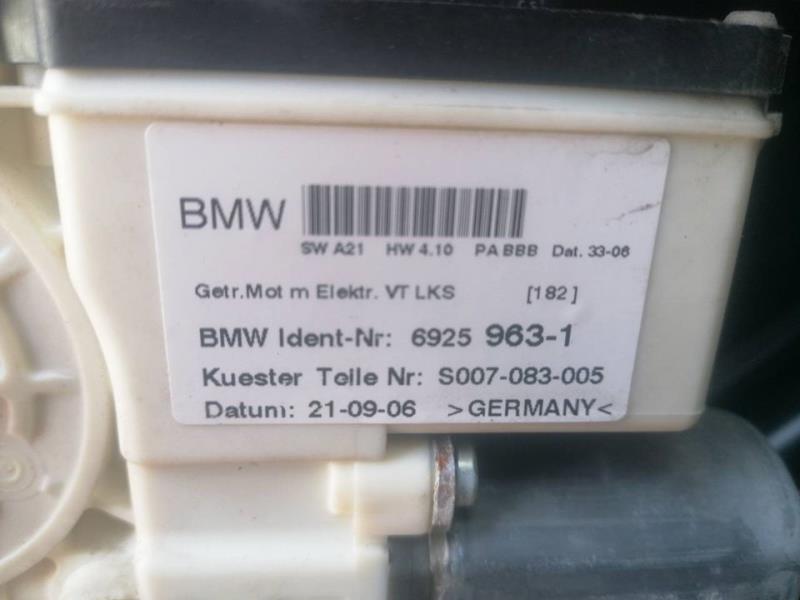 BMW
SW A21 HW 4.10 PA BBB Dat. 33-06
Getr.Mot m Elektr. VT LKS [182]
BMW Ident-Nr: 6925 963-1
Kuester Teile Nr: S007-083-005
Datum: 21-09-06 >GERMANY<